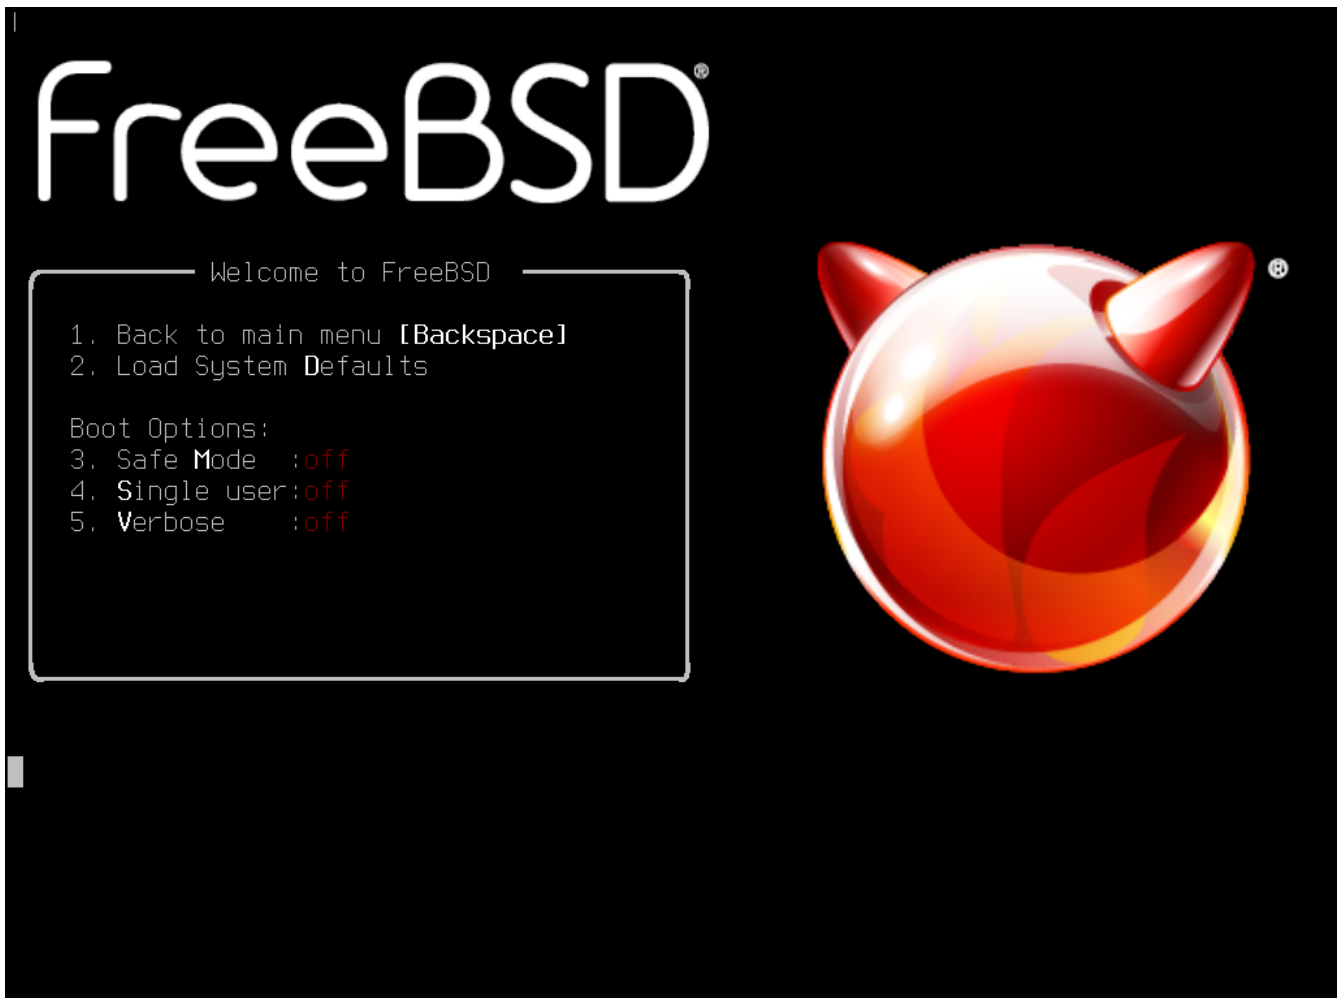 FreeBSD®
Welcome to FreeBSD
1. Back to main menu [Backspace]
2. Load System Defaults
Boot Options:
3. Safe Mode  :off
4. Single user:off
5. Verbose    :off
®